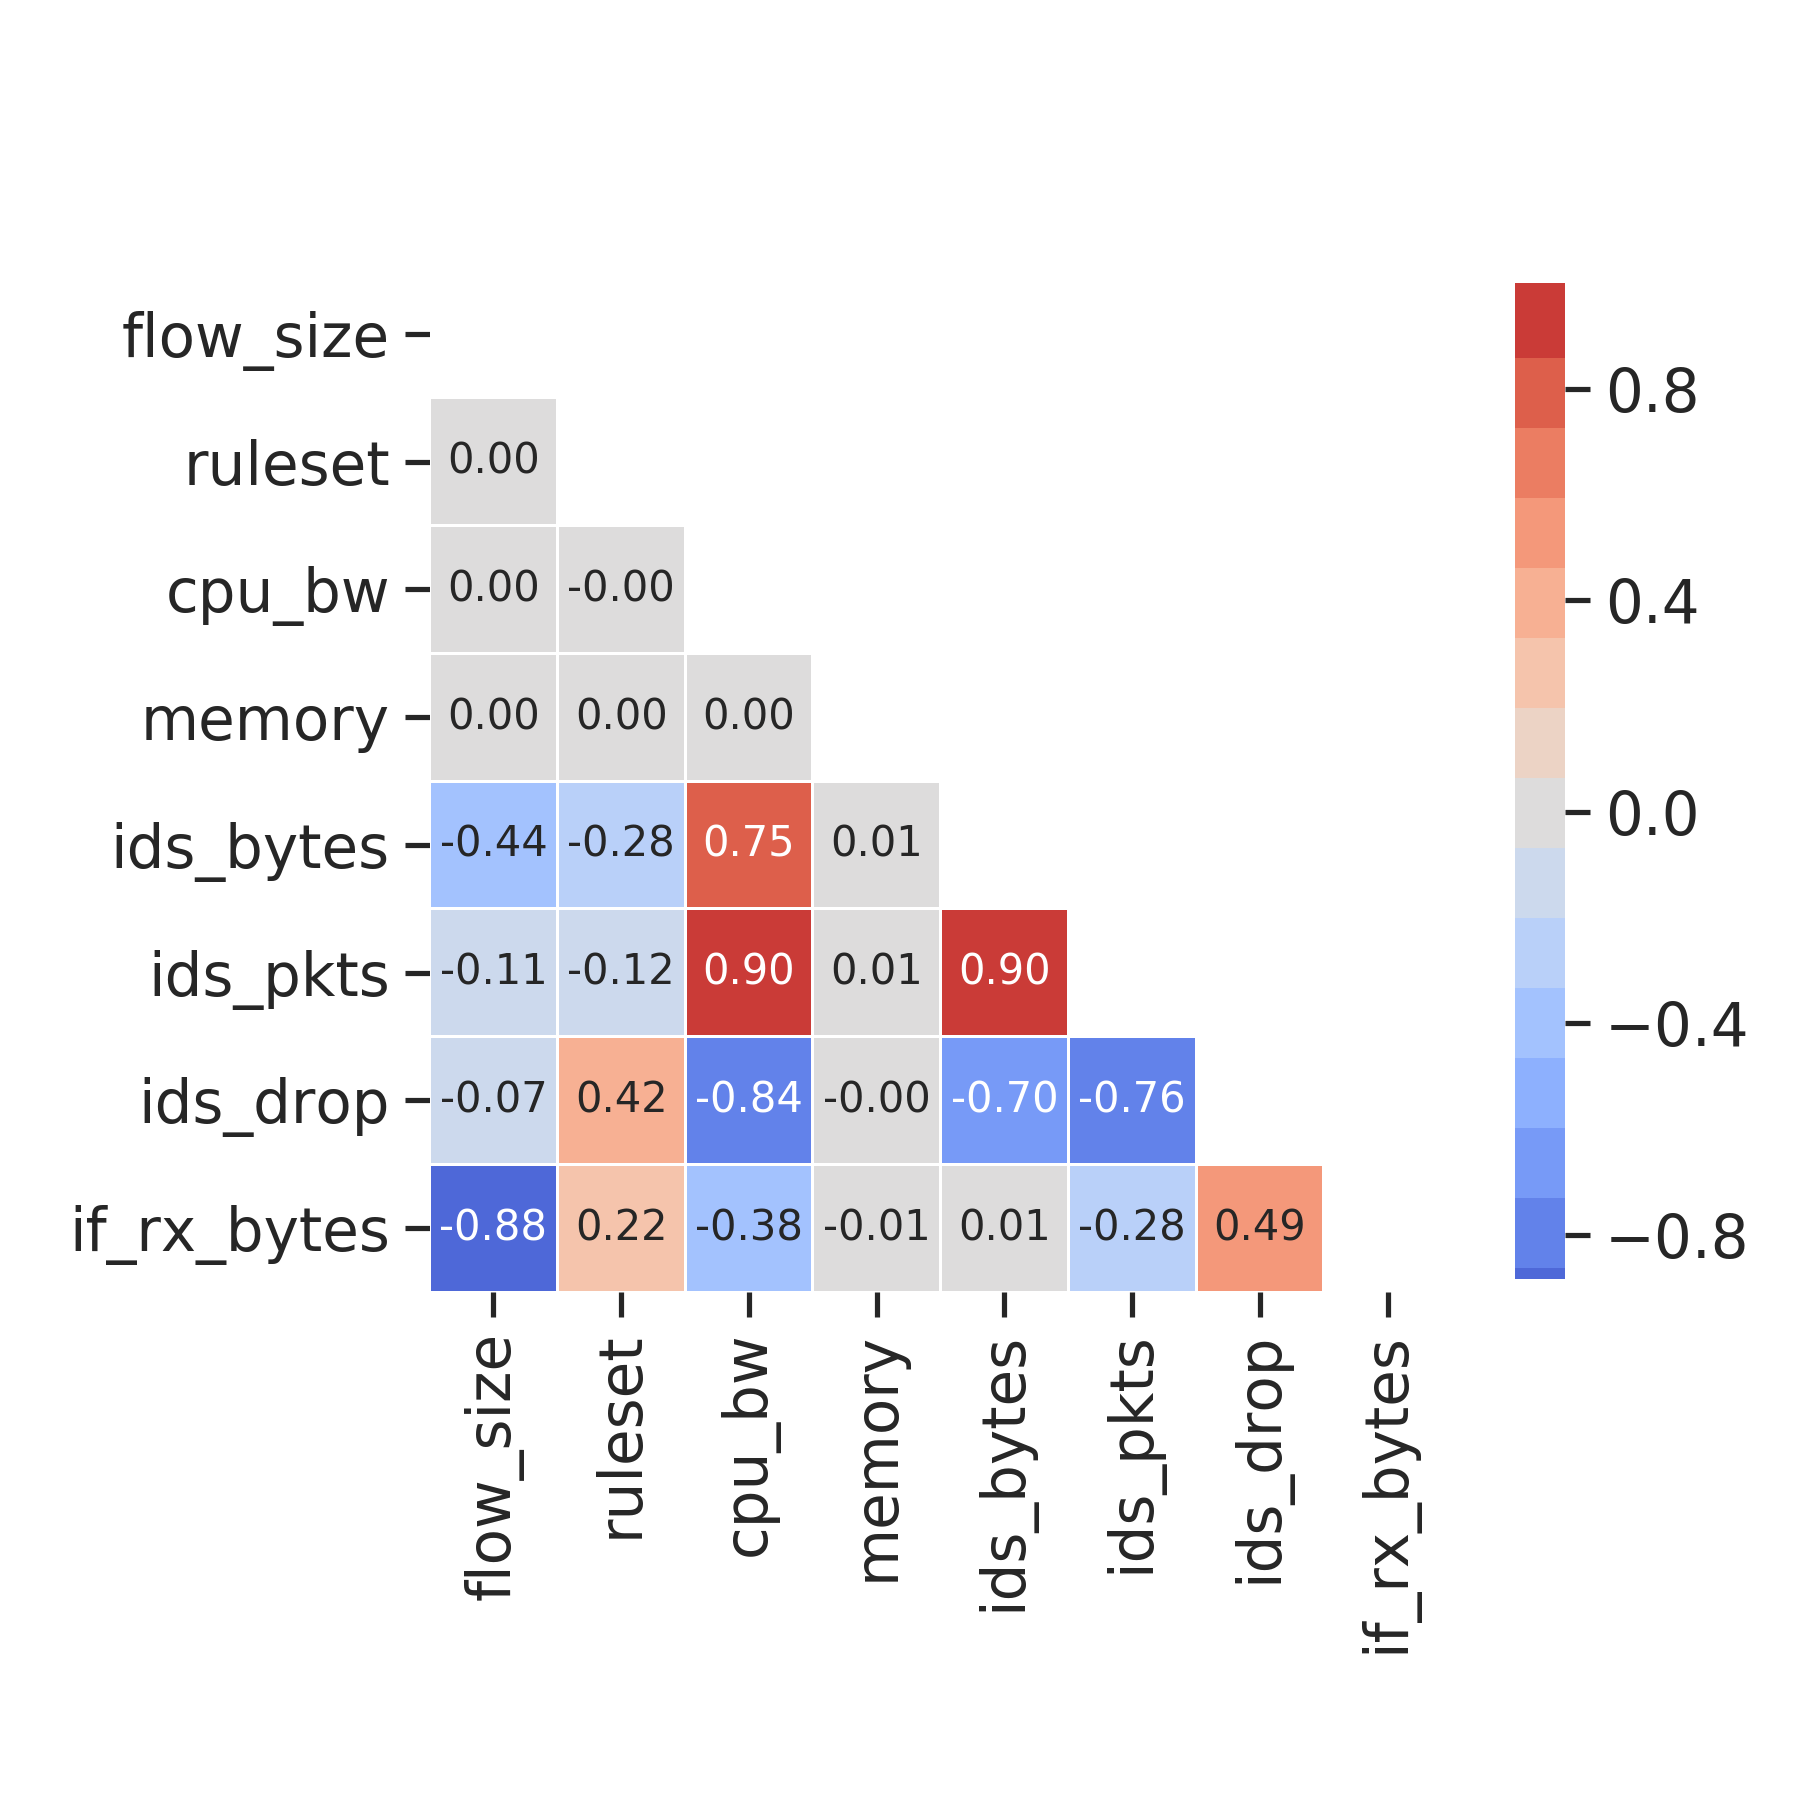 flow_size
ruleset 0.00
cpu_bw 0.00 -0.00
memory 0.00 0.00 0.00
ids_bytes -0.44 -0.28 0.75 0.01
ids_pkts -0.11 -0.12 0.90 0.01 0.90
ids_drop -0.07 0.42 -0.84 -0.00 -0.70 -0.76
if_rx_bytes -0.88 0.22 -0.38 -0.01 0.01 -0.28 0.49
flow_size
ruleset
cpu_bw
memory
ids_bytes
ids_pkts
ids_drop
if_rx_bytes
0.8
0.4
0.0
−0.4
−0.8